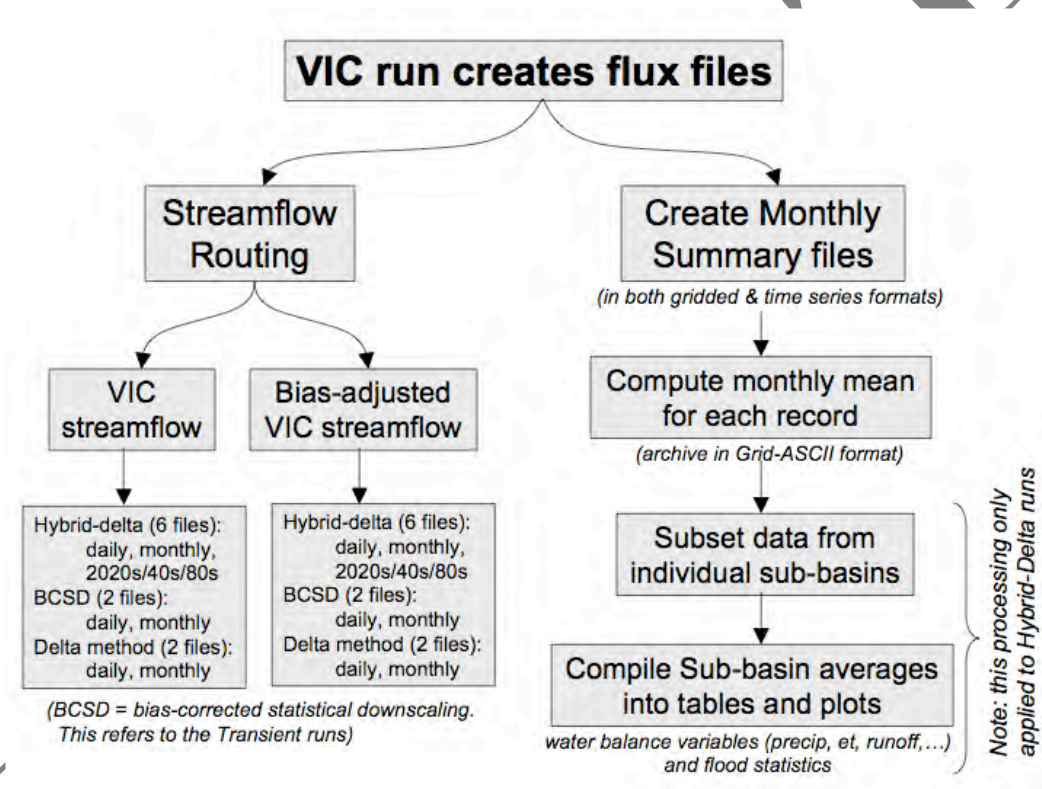 VIC run creates flux files
Streamflow
Routing
VIC
streamflow
Bias-adjusted
VIC streamflow
Hybrid-delta (6 files):
daily, monthly,
2020s/40s/80s
BCSD (2 files):
daily, monthly
Delta method (2 files):
daily, monthly
Hybrid-delta (6 files):
daily, monthly,
2020s/40s/80s
BCSD (2 files):
daily, monthly
Delta method (2 files):
daily, monthly
(BCSD = bias-corrected statistical downscaling.
This refers to the Transient runs)
Create Monthly
Summary files
(in both gridded & time series formats)
Compute monthly mean
for each record
(archive in Grid-ASCII format)
Subset data from
individual sub-basins
Compile Sub-basin averages
into tables and plots
water balance variables (precip, et, runoff,...)
and flood statistics
Note: this processing only
applied to Hybrid-Delta runs